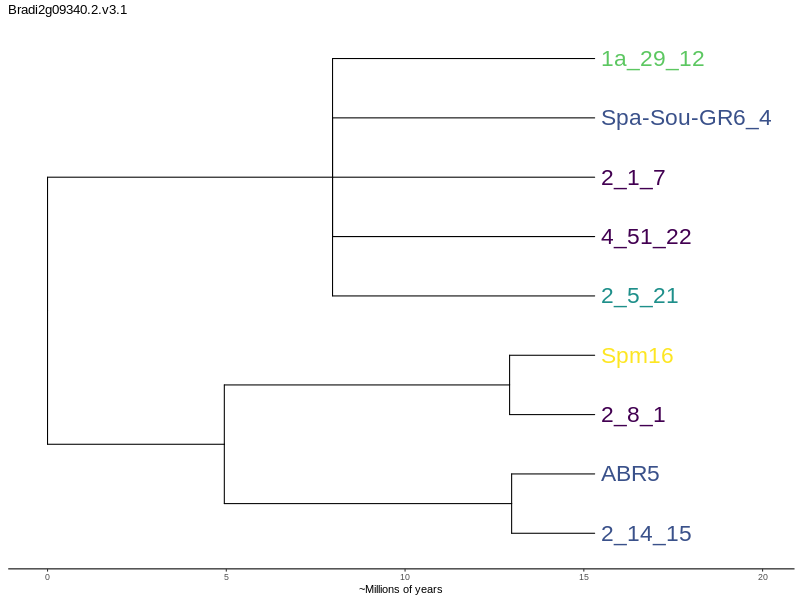 Bradi2g09340.2.v3.1
1a_29_12
Spa-Sou-GR6_4
2_1_7
4_51_22
2_5_21
Spm16
2_8_1
ABR5
2_14_15
0 5 10 15 20
~Millions of years